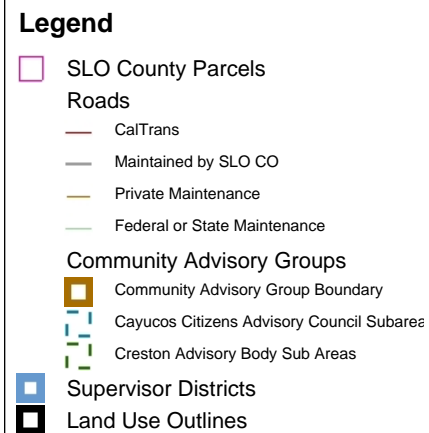 Legend
SLO County Parcels
Roads
CalTrans
Maintained by SLO CO
Private Maintenance
Federal or State Maintenance
Community Advisory Groups
Community Advisory Group Boundary
Cayucos Citizens Advisory Council Subarea
Creston Advisory Body Sub Areas
Supervisor Districts
Land Use Outlines